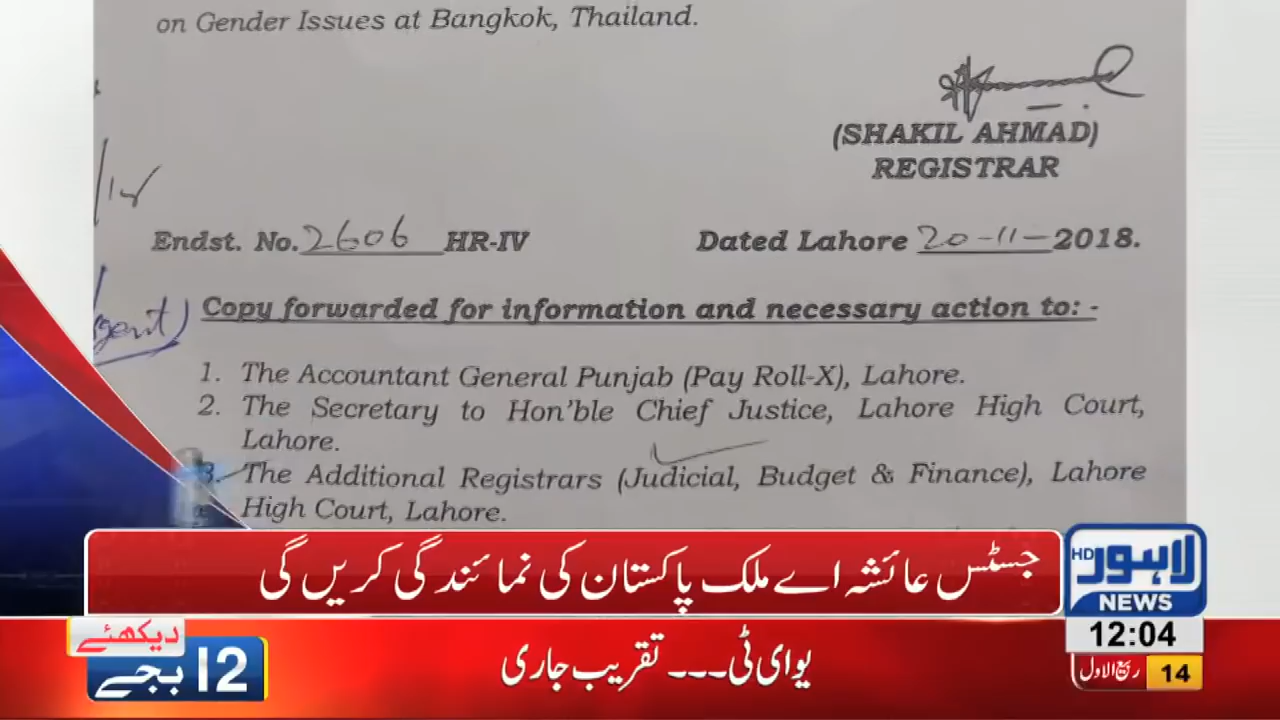 on Gender Issues at Bangkok, Thailand.
(SHAKIL AHMAD)
REGISTRAR
Endst. No. 2606 HR-IV
Dated Lahore 20-11-2018.
Copy forwarded for information and necessary action to: -
1. The Accountant General Punjab (Pay Roll-X), Lahore.
2. The Secretary to Hon'ble Chief Justice, Lahore High Court,
Lahore.
3. The Additional Registrars (Judicial, Budget & Finance), Lahore
High Court, Lahore.
جسٹس عائشہ اے ملک پاکستان کی نمائندگی کریں گی
HD لاہور
NEWS
12:04
14 ربیع الاول
دیکھئے
12 بجے
یو ای ٹی۔۔۔ تقریب جاری